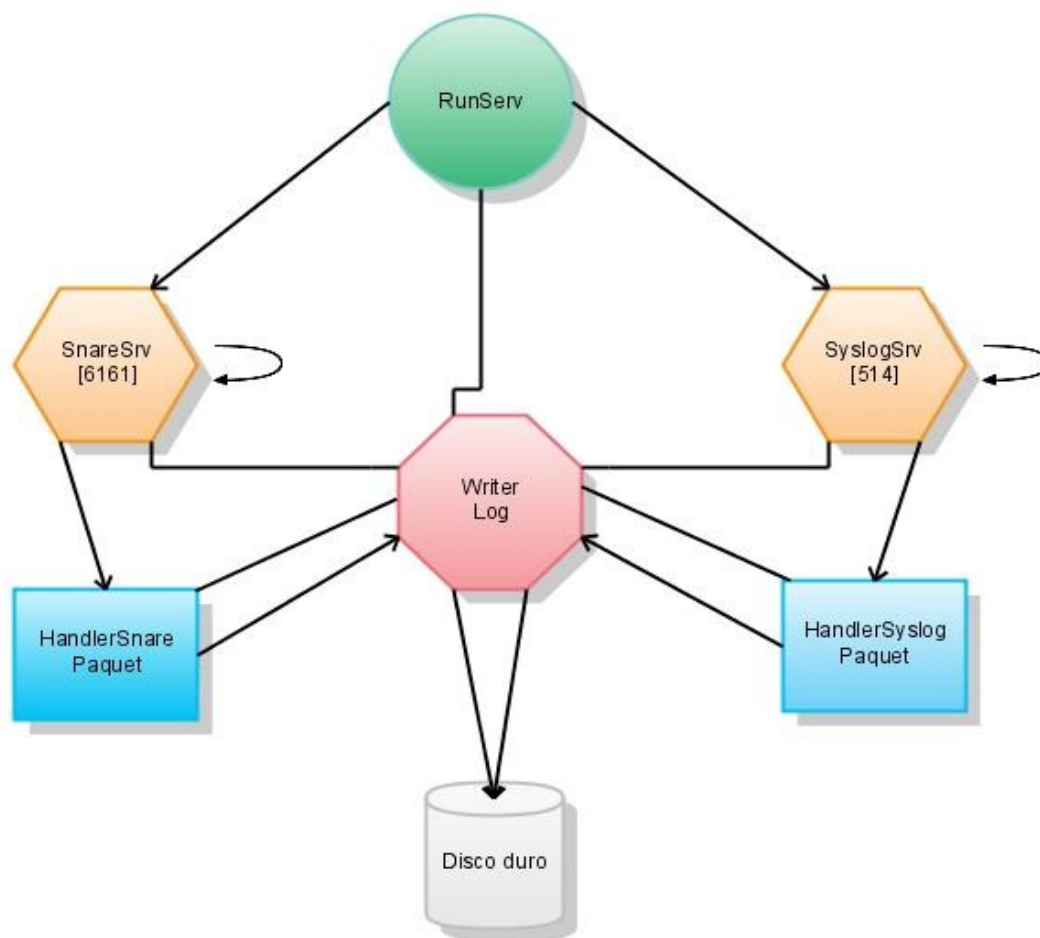 RunServ
SnareSrv
[6161]
SyslogSrv
[514]
Writer
Log
HandlerSnare
Paquet
HandlerSyslog
Paquet
Disco duro